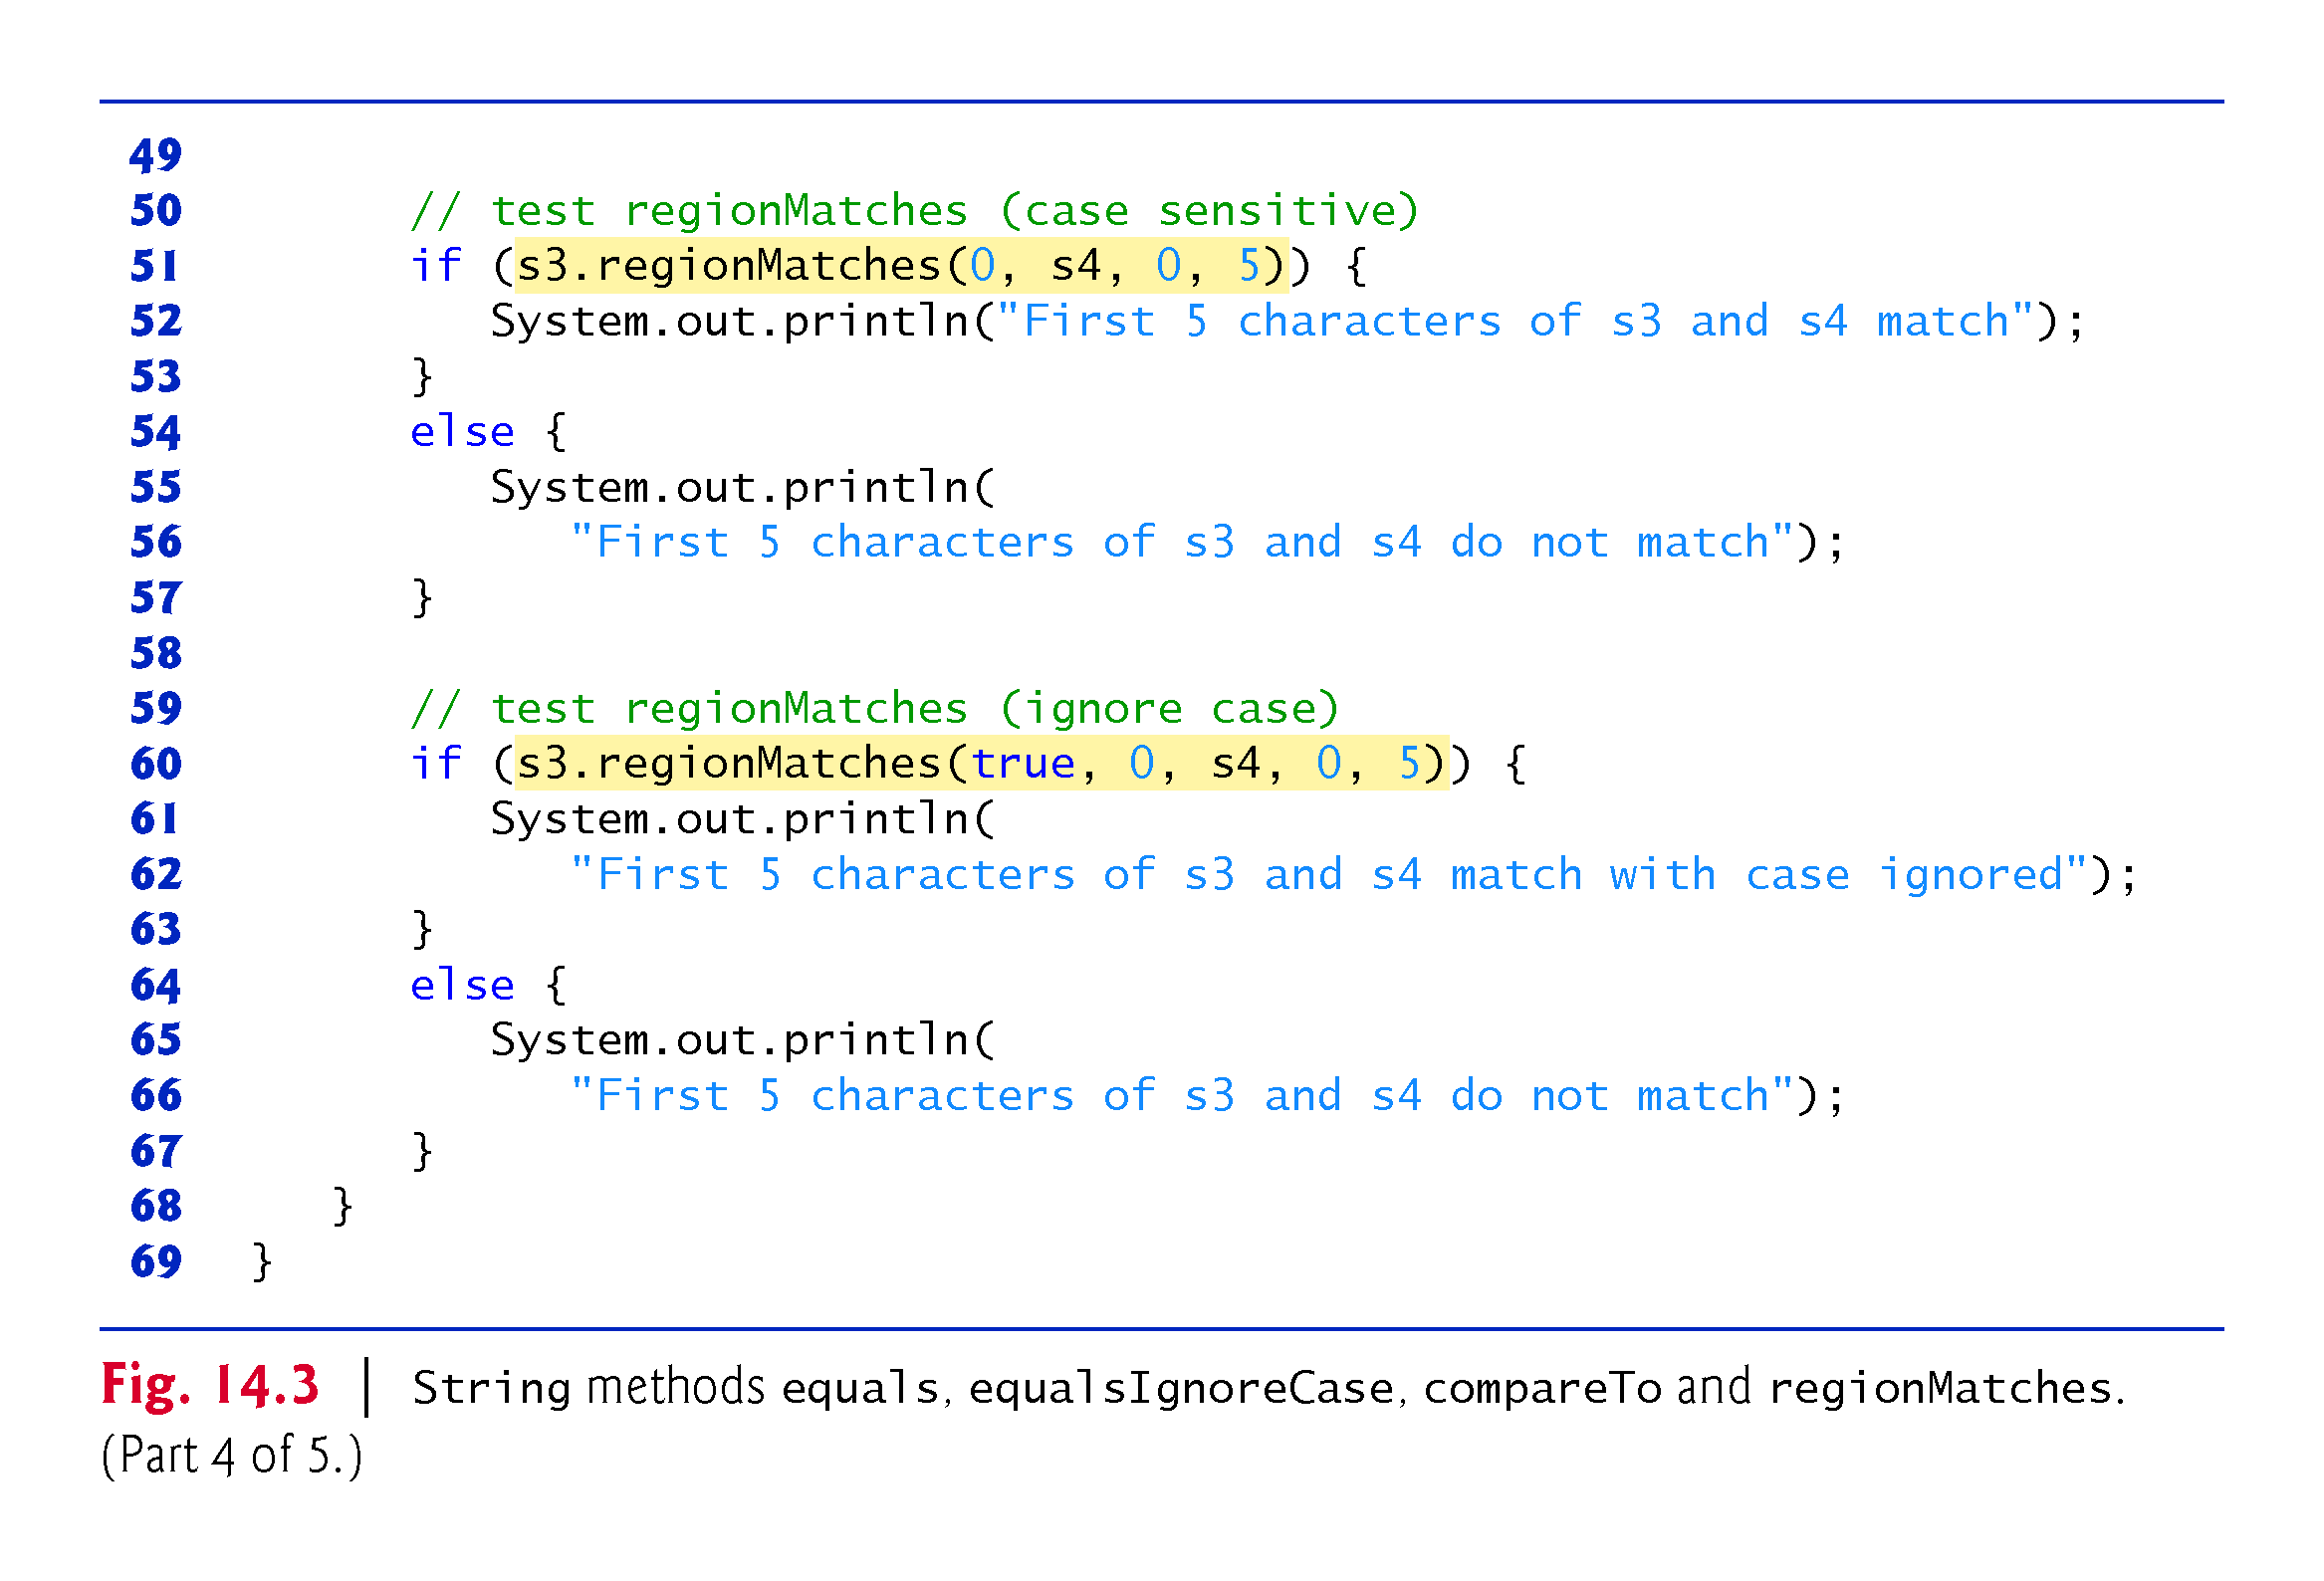 49
50 // test regionMatches (case sensitive)
51 if (s3.regionMatches(0, s4, 0, 5)) {
52 System.out.println("First 5 characters of s3 and s4 match");
53 }
54 else {
55 System.out.println(
56 "First 5 characters of s3 and s4 do not match");
57 }
58
59 // test regionMatches (ignore case)
60 if (s3.regionMatches(true, 0, s4, 0, 5)) {
61 System.out.println(
62 "First 5 characters of s3 and s4 match with case ignored");
63 }
64 else {
65 System.out.println(
66 "First 5 characters of s3 and s4 do not match");
67 }
68 }
69 }
Fig. 14.3 | String methods equals, equalsIgnoreCase, compareTo and regionMatches.
(Part 4 of 5.)